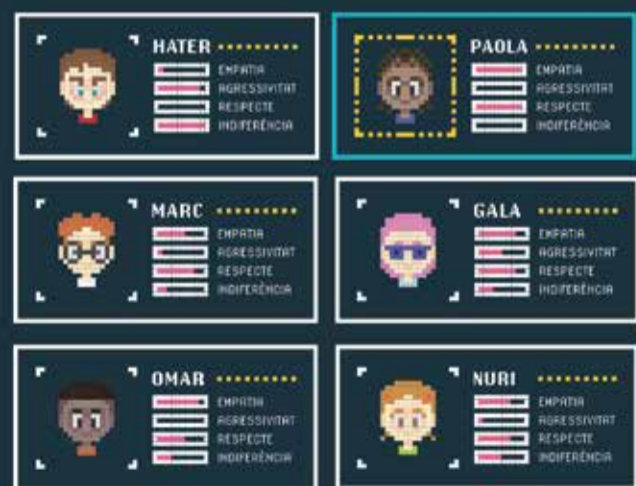 HATER
EMPATIA
AGRESSIVITAT
RESPECTE
INDIFERÈNCIA
PAOLA
EMPATIA
AGRESSIVITAT
RESPECTE
INDIFERÈNCIA
MARC
EMPATIA
AGRESSIVITAT
RESPECTE
INDIFERÈNCIA
GALA
EMPATIA
AGRESSIVITAT
RESPECTE
INDIFERÈNCIA
OMAR
EMPATIA
AGRESSIVITAT
RESPECTE
INDIFERÈNCIA
NURI
EMPATIA
AGRESSIVITAT
RESPECTE
INDIFERÈNCIA